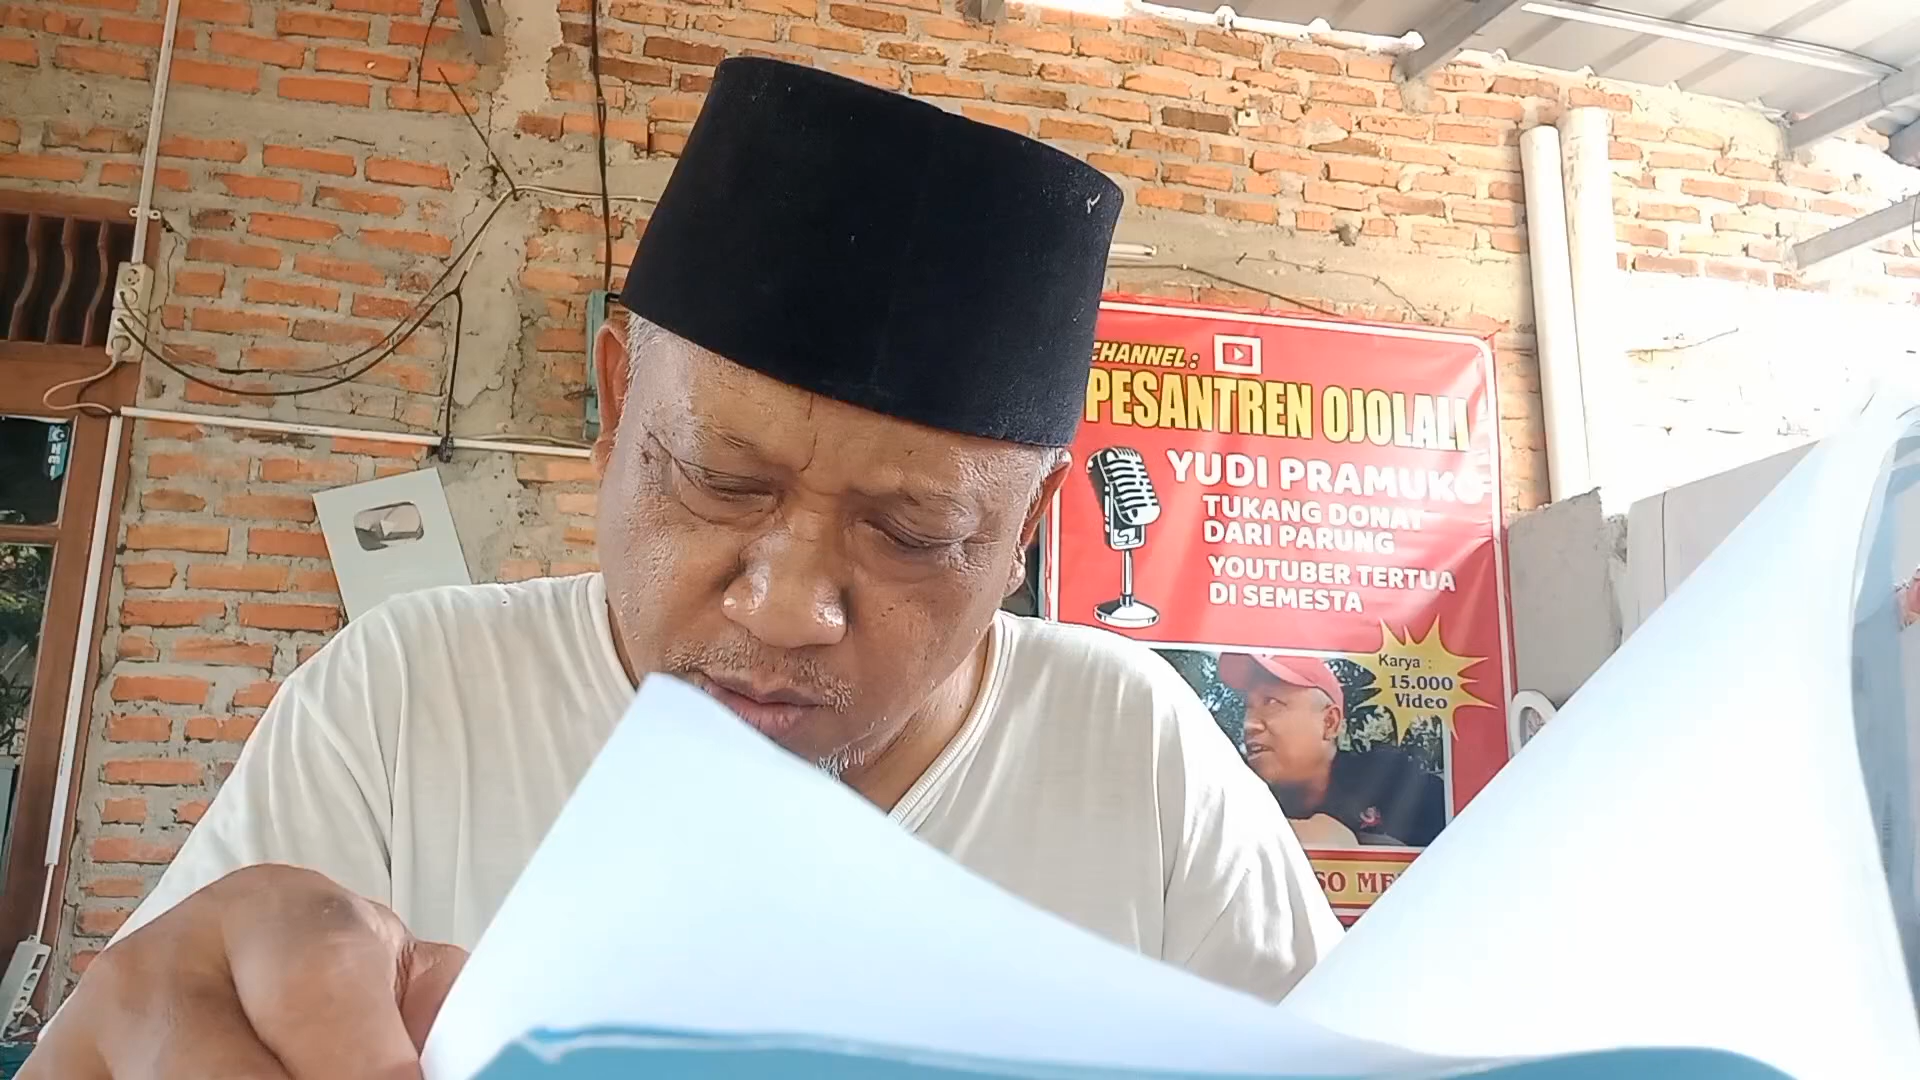 CHANNEL:
PESANTREN OJOLALI
YUDI PRAMUKO
TUKANG DONAT
DARI PARUNG
YOUTUBER TERTUA
DI SEMESTA
Karya :
15.000
Video